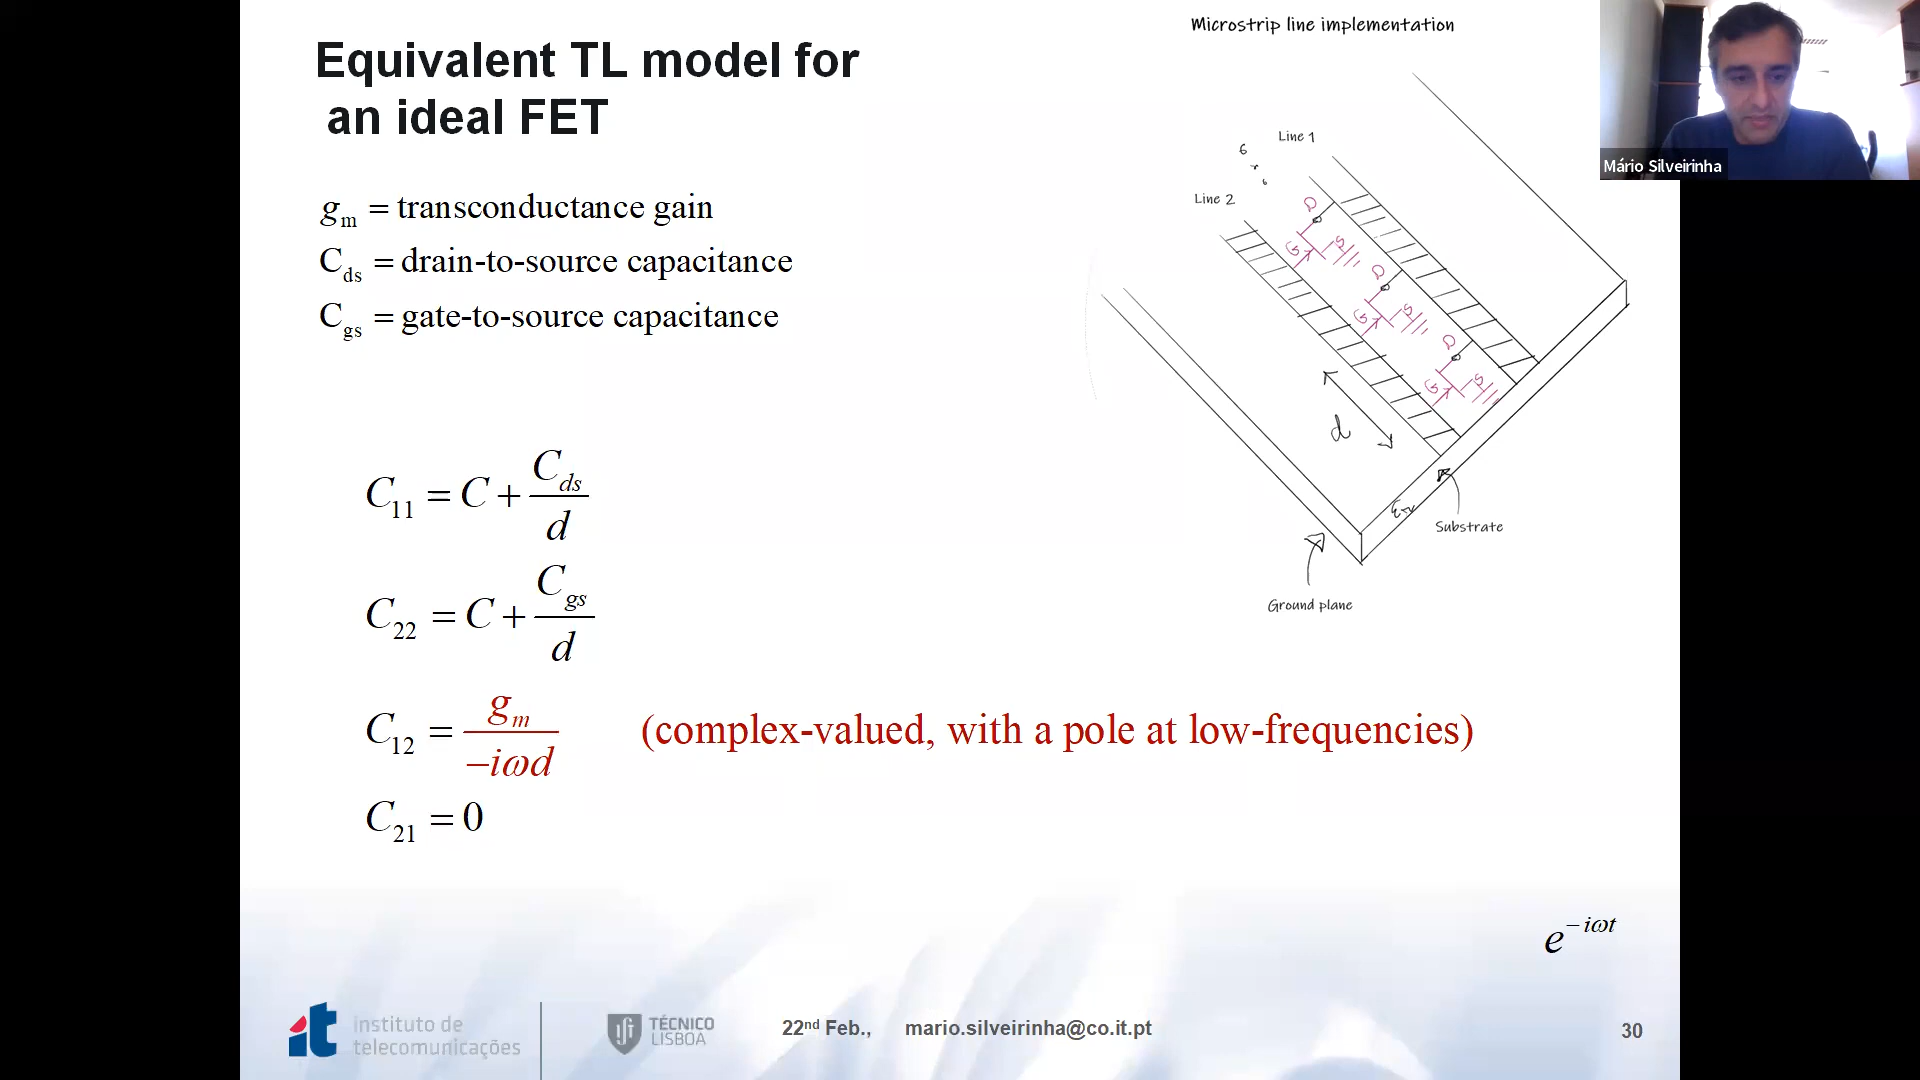 Equivalent TL model for
an ideal FET
g_m = transconductance gain
C_ds = drain-to-source capacitance
C_gs = gate-to-source capacitance
C_11 = C + C_ds / d
C_22 = C + C_gs / d
C_12 = g_m / -iωd (complex-valued, with a pole at low-frequencies)
C_21 = 0
Microstrip line implementation
Line 1
Line 2
D
G
S
D
G
S
D
G
S
d
Substrate
Ground plane
Mário Silveirinha
e^{-iωt}
it instituto de
telecomunicações
TÉCNICO
LISBOA
22nd Feb., mario.silveirinha@co.it.pt
30